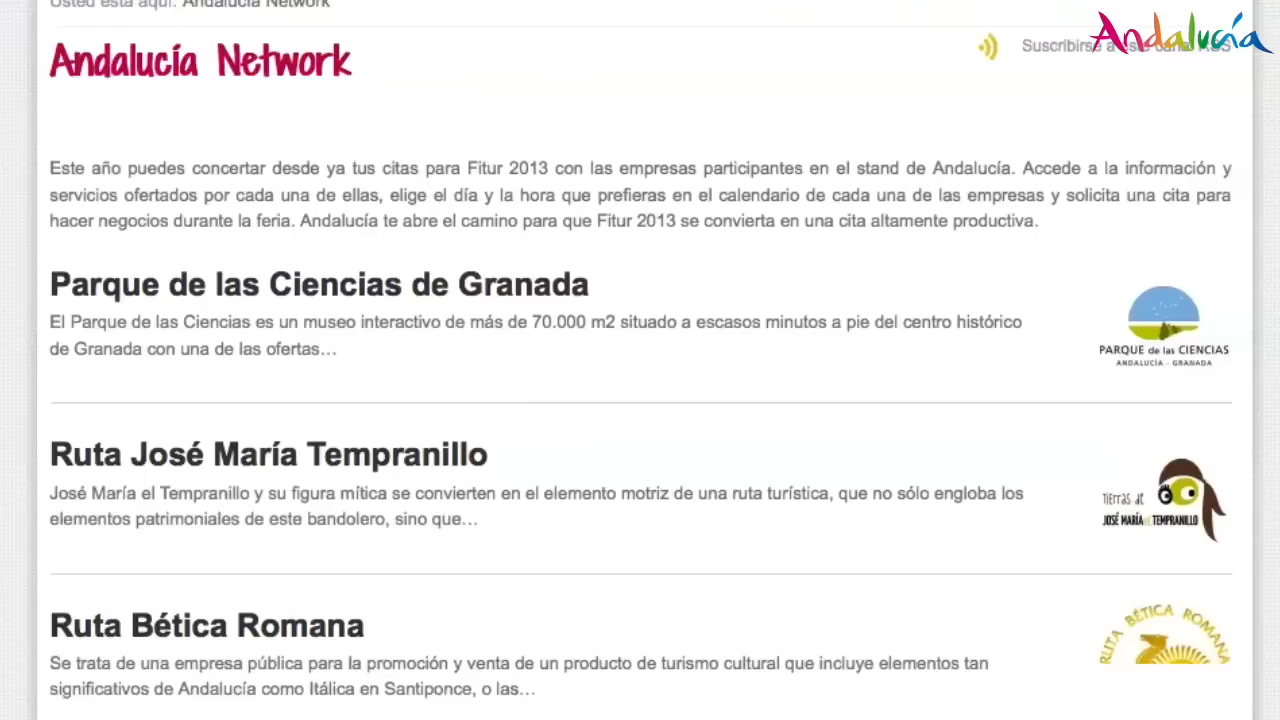 Usted está aquí: Andalucía Network
Andalucía Network
Suscribirse a este canal RSS
Andalucía
Este año puedes concertar desde ya tus citas para Fitur 2013 con las empresas participantes en el stand de Andalucía. Accede a la información y
servicios ofertados por cada una de ellas, elige el día y la hora que prefieras en el calendario de cada una de las empresas y solicita una cita para
hacer negocios durante la feria. Andalucía te abre el camino para que Fitur 2013 se convierta en una cita altamente productiva.
Parque de las Ciencias de Granada
El Parque de las Ciencias es un museo interactivo de más de 70.000 m2 situado a escasos minutos a pie del centro histórico
de Granada con una de las ofertas…
PARQUE de las CIENCIAS
ANDALUCÍA - GRANADA
Ruta José María Tempranillo
José María el Tempranillo y su figura mítica se convierten en el elemento motriz de una ruta turística, que no sólo engloba los
elementos patrimoniales de este bandolero, sino que…
TIERRAS DE
JOSÉ MARÍA EL TEMPRANILLO
Ruta Bética Romana
Se trata de una empresa pública para la promoción y venta de un producto de turismo cultural que incluye elementos tan
significativos de Andalucía como Itálica en Santiponce, o las…
RUTA BÉTICA ROMANA